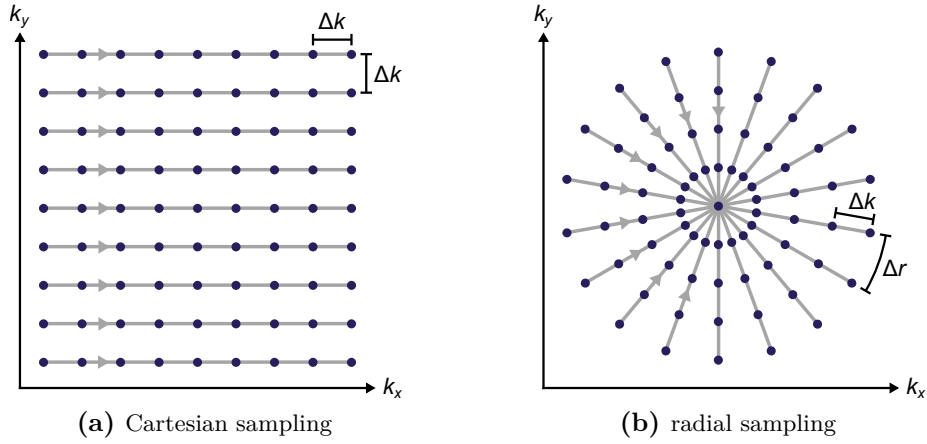 k_y
Δk
Δk
k_x
(a) Cartesian sampling
k_y
Δk
Δr
k_x
(b) radial sampling